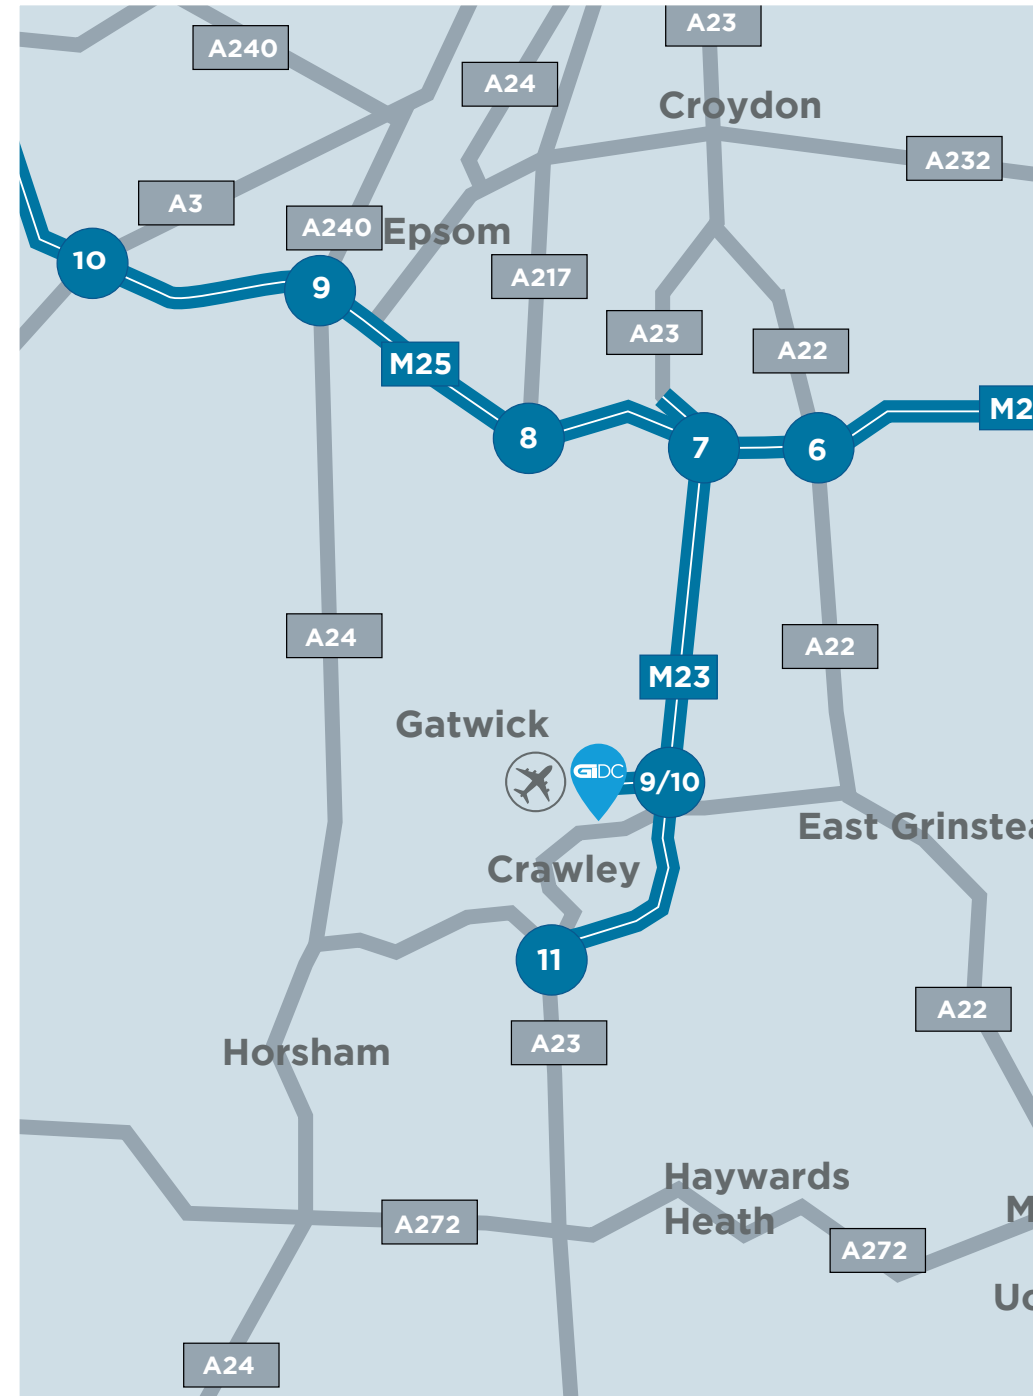 A23
A240
A24
Croydon
A232
A3
A240
Epsom
A217
10
9
A23
A22
M25
8
7
6
M2
A24
A22
M23
Gatwick
GIDC
9/10
East Grinstea
Crawley
11
A22
A23
Horsham
Haywards
Heath
M
A272
A272
Uc
A24